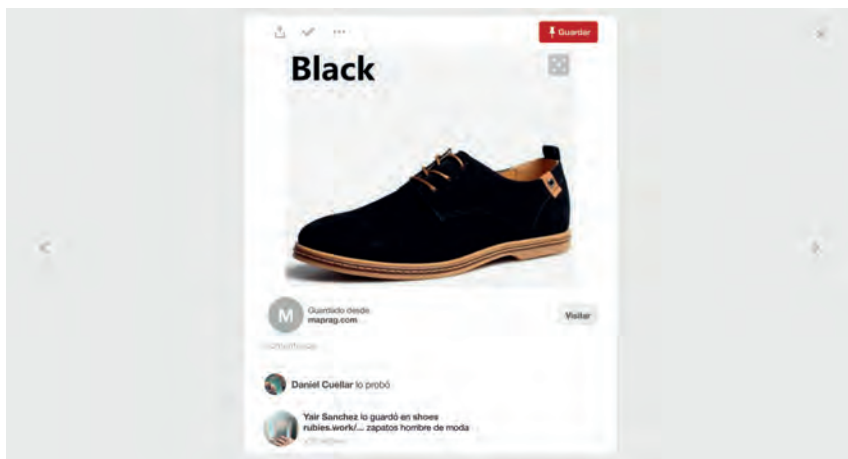 Guardar
Black
M
Guardado desde
maprag.com
Visitar
Daniel Cuellar lo probó
Yair Sanchez lo guardó en shoes
rubies.work/... zapatos hombre de moda